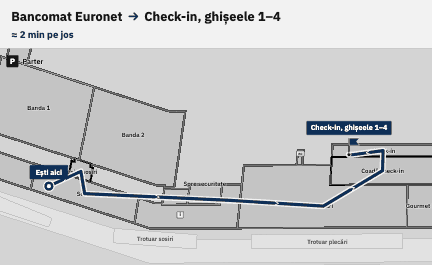 Bancomat Euronet → Check-in, ghișeele 1–4
≈ 2 min pe jos
P Parter
Banda 1
Banda 2
Check-in, ghișeele 1–4
Ești aici
Gourmet
Trotuar sosiri
Trotuar plecări